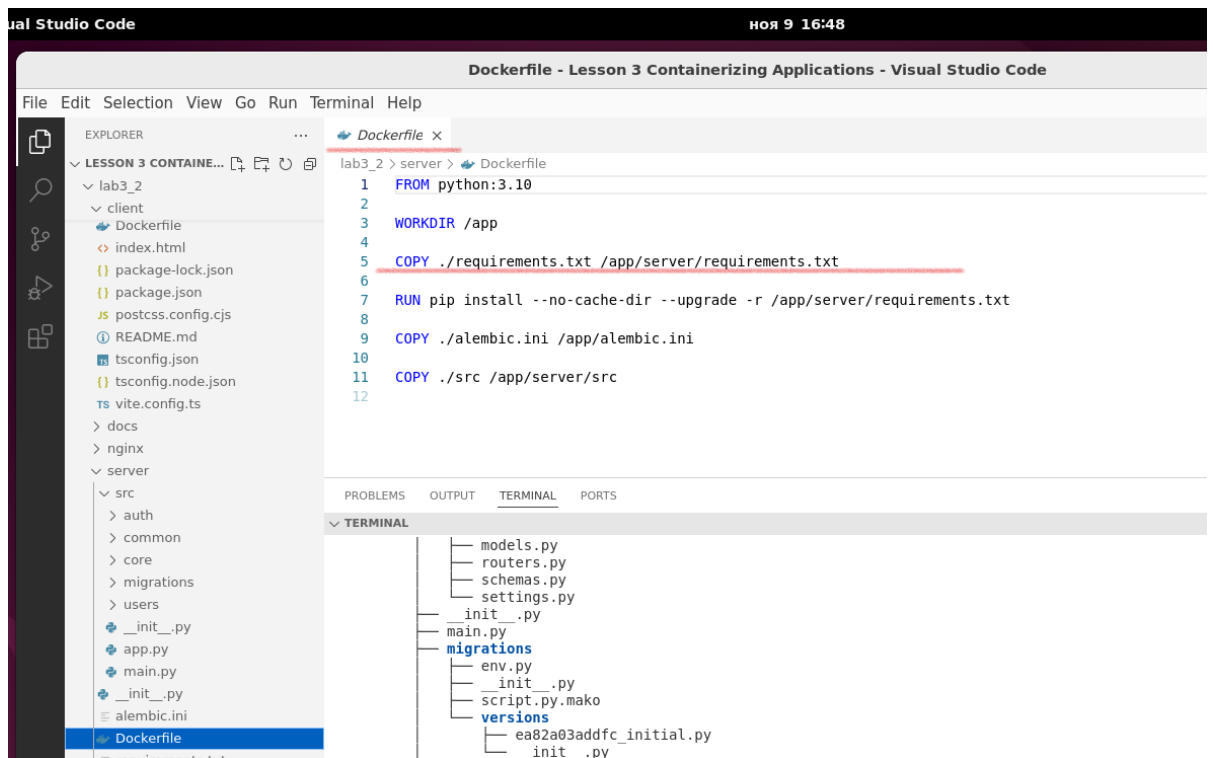 ual Studio Code
ноя 9 16:48
Dockerfile - Lesson 3 Containerizing Applications - Visual Studio Code
File Edit Selection View Go Run Terminal Help
EXPLORER
LESSON 3 CONTAINE...
lab3_2
client
Dockerfile
index.html
package-lock.json
package.json
postcss.config.cjs
README.md
tsconfig.json
tsconfig.node.json
vite.config.ts
docs
nginx
server
src
auth
common
core
migrations
users
__init__.py
app.py
main.py
__init__.py
alembic.ini
Dockerfile
Dockerfile
lab3_2 > server > Dockerfile
1 FROM python:3.10
2
3 WORKDIR /app
4
5 COPY ./requirements.txt /app/server/requirements.txt
6
7 RUN pip install --no-cache-dir --upgrade -r /app/server/requirements.txt
8
9 COPY ./alembic.ini /app/alembic.ini
10
11 COPY ./src /app/server/src
12
PROBLEMS OUTPUT TERMINAL PORTS
TERMINAL
│   ├── models.py
│   ├── routers.py
│   ├── schemas.py
│   └── settings.py
├── __init__.py
├── main.py
├── migrations
│   ├── env.py
│   ├── __init__.py
│   ├── script.py.mako
│   └── versions
│       ├── ea82a03addfc_initial.py
│       └── __init__.py